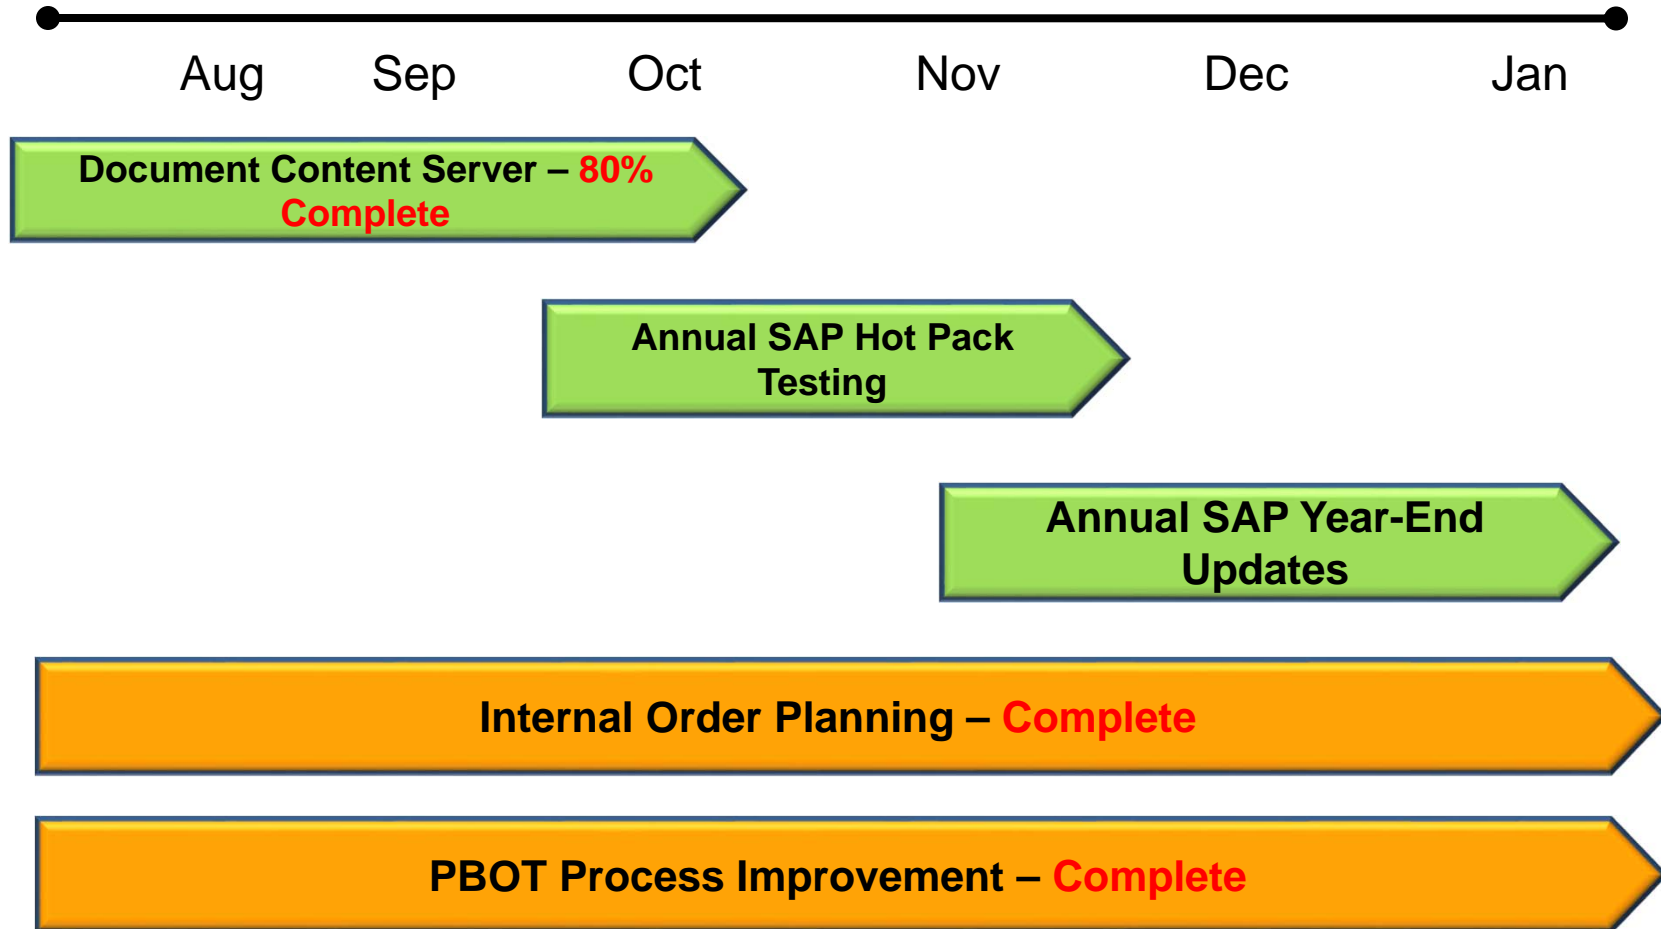 Aug Sep Oct Nov Dec Jan
Document Content Server – 80%
Complete
Annual SAP Hot Pack
Testing
Annual SAP Year-End
Updates
Internal Order Planning – Complete
PBOT Process Improvement – Complete